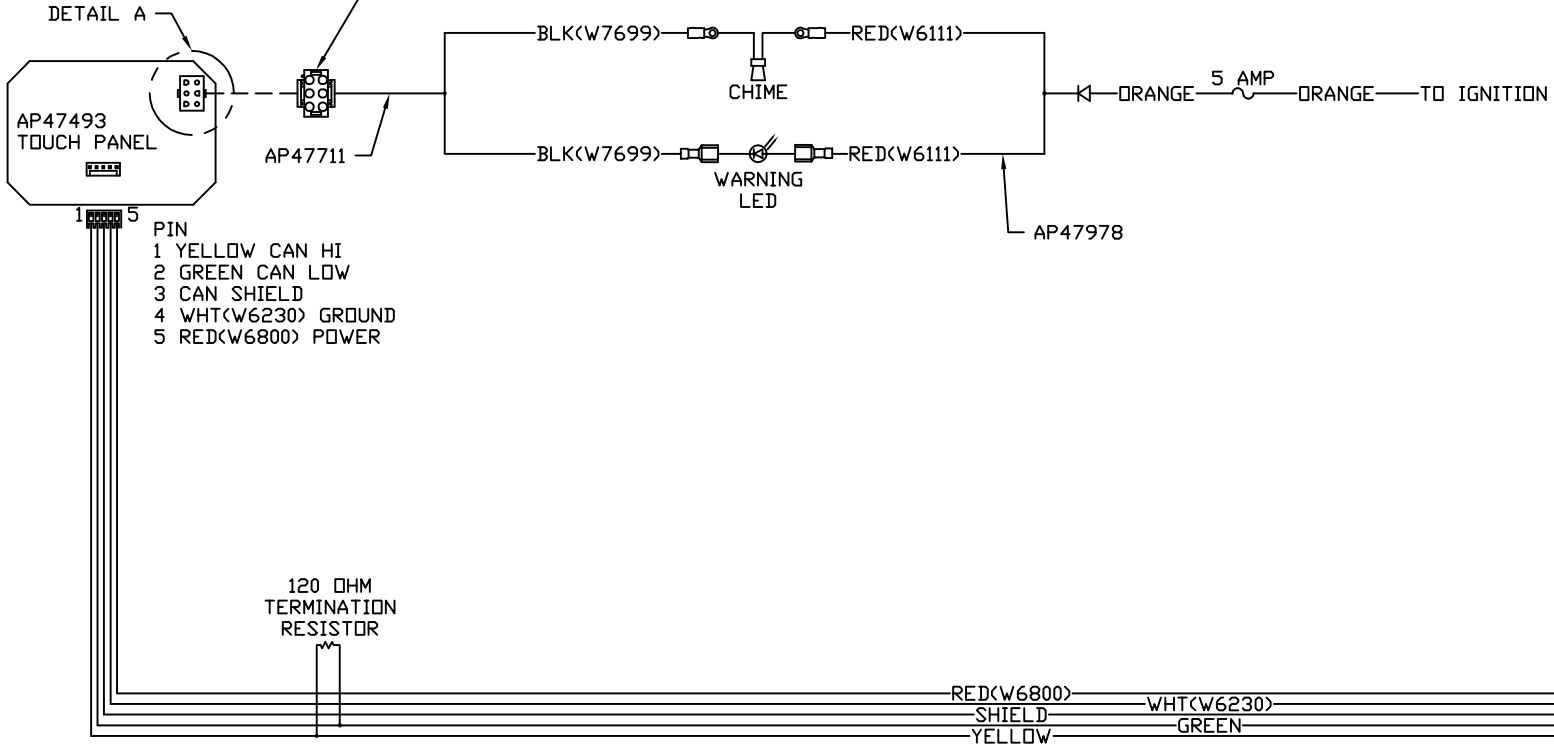 DETAIL A
AP47493
TOUCH PANEL
AP47711
BLK(W7699)
RED(W6111)
CHIME
BLK(W7699)
RED(W6111)
WARNING
LED
ORANGE
5 AMP
ORANGE
TO IGNITION
AP47978
1
5
PIN
1 YELLOW CAN HI
2 GREEN CAN LOW
3 CAN SHIELD
4 WHT(W6230) GROUND
5 RED(W6800) POWER
120 OHM
TERMINATION
RESISTOR
RED(W6800)
WHT(W6230)
SHIELD
GREEN
YELLOW